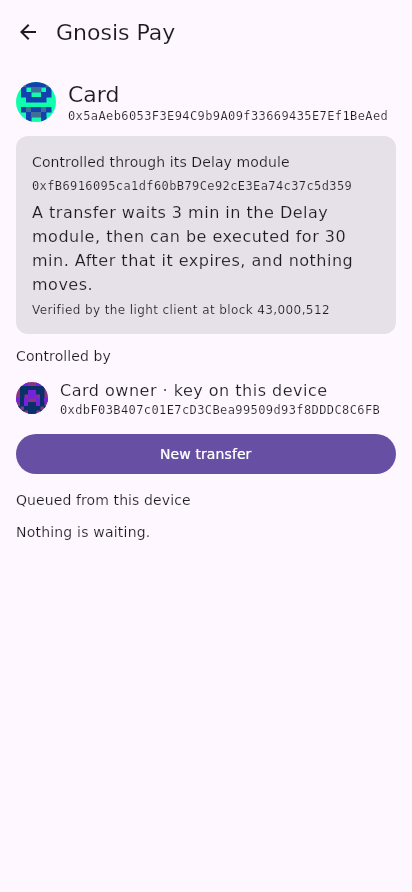 Gnosis Pay
Card
0x5aAeb6053F3E94C9b9A09f33669435E7Ef1BeAed
Controlled through its Delay module
0xfB6916095ca1df60bB79Ce92cE3Ea74c37c5d359
A transfer waits 3 min in the Delay
module, then can be executed for 30
min. After that it expires, and nothing
moves.
Verified by the light client at block 43,000,512
Controlled by
Card owner · key on this device
0xdbF03B407c01E7cD3CBea99509d93f8DDDC8C6FB
New transfer
Queued from this device
Nothing is waiting.